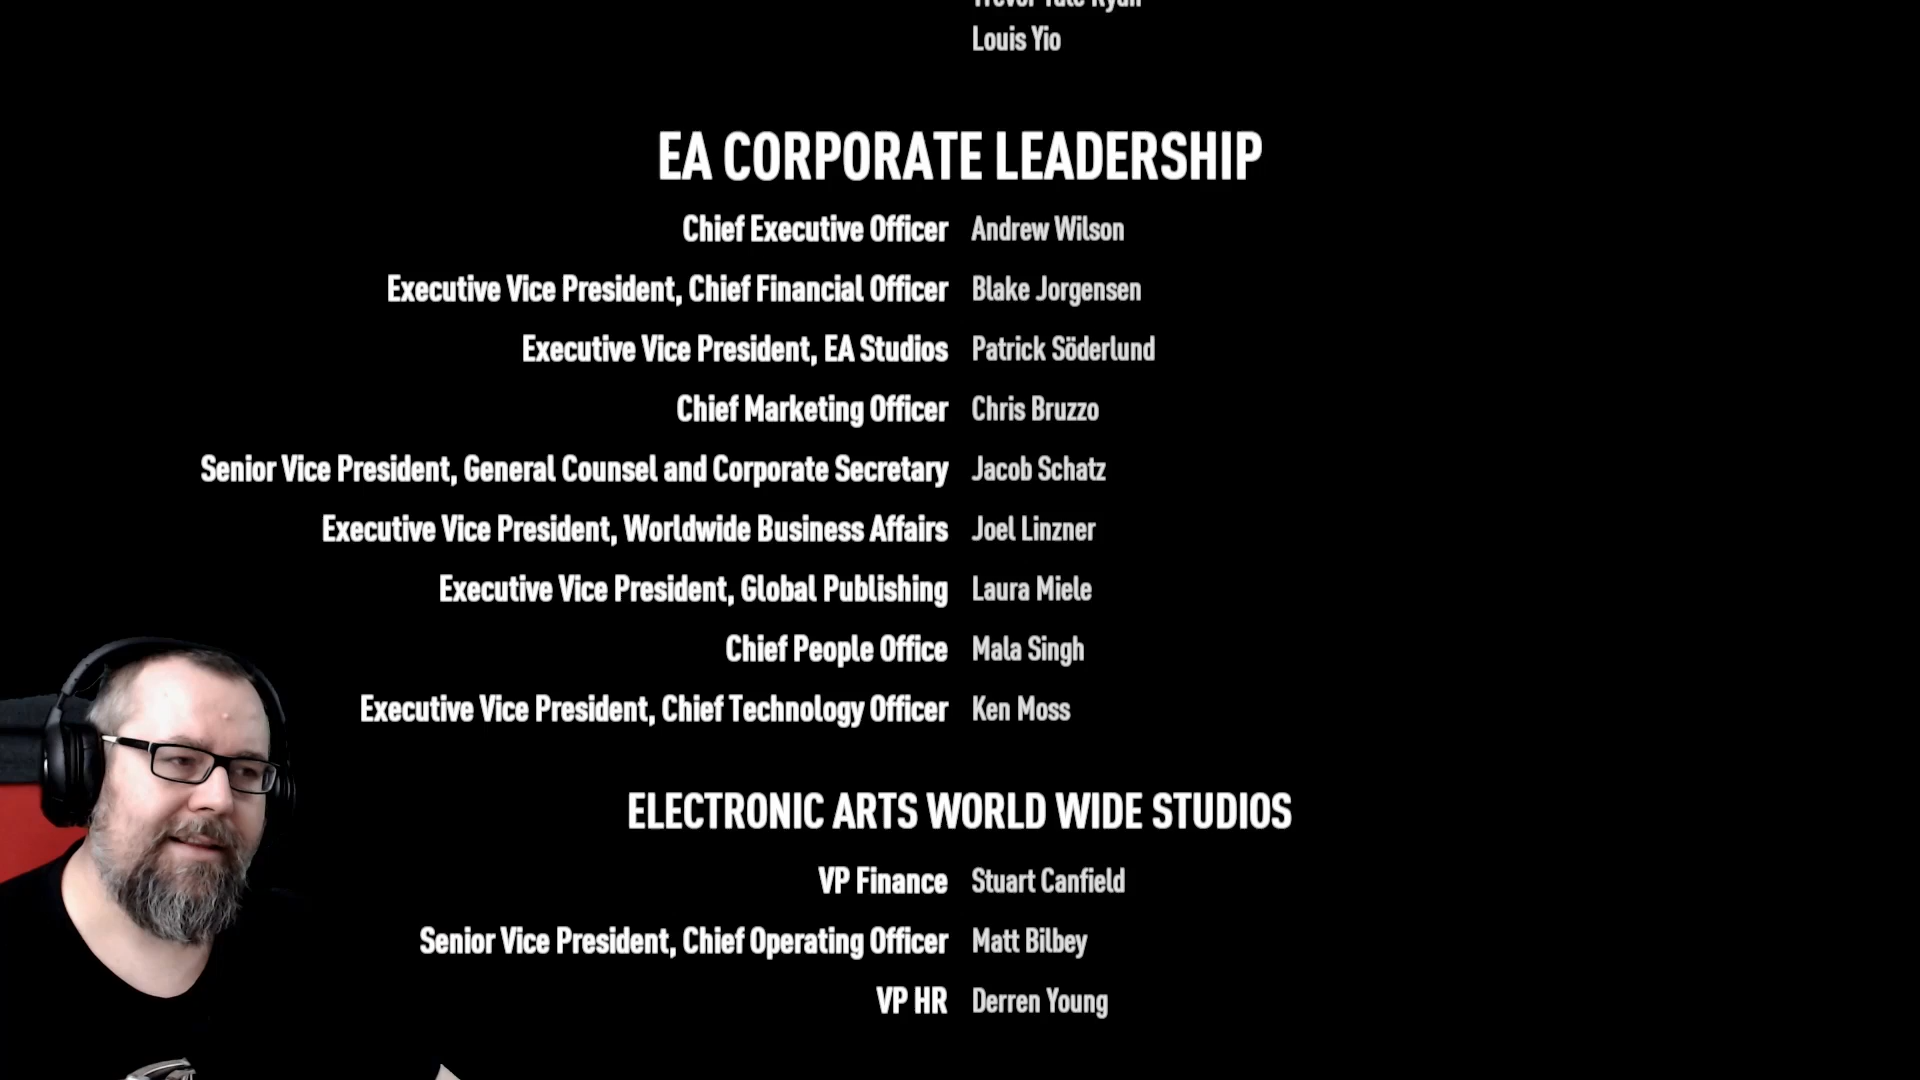 Louis Yio
EA CORPORATE LEADERSHIP
Chief Executive Officer Andrew Wilson
Executive Vice President, Chief Financial Officer Blake Jorgensen
Executive Vice President, EA Studios Patrick Söderlund
Chief Marketing Officer Chris Bruzzo
Senior Vice President, General Counsel and Corporate Secretary Jacob Schatz
Executive Vice President, Worldwide Business Affairs Joel Linzner
Executive Vice President, Global Publishing Laura Miele
Chief People Office Mala Singh
Executive Vice President, Chief Technology Officer Ken Moss
ELECTRONIC ARTS WORLD WIDE STUDIOS
VP Finance Stuart Canfield
Senior Vice President, Chief Operating Officer Matt Bilbey
VP HR Derren Young